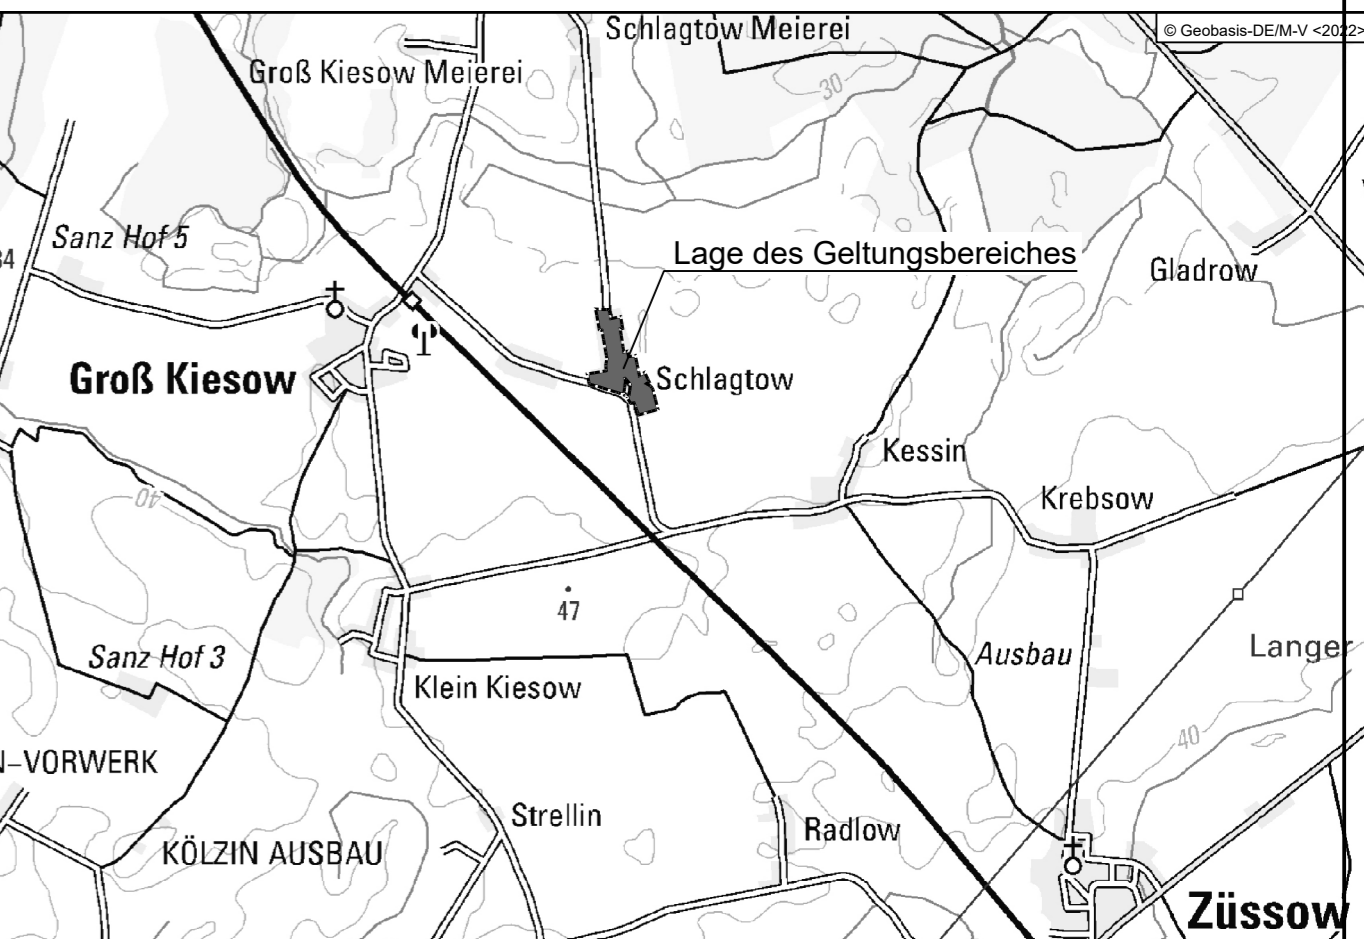 Schlagtow Meierei
© Geobasis-DE/M-V <2022>
Groß Kiesow Meierei
30
Sanz Hof 5
34
Lage des Geltungsbereiches
Gladrow
Groß Kiesow
Schlagtow
Kessin
40
Krebsow
47
Sanz Hof 3
Ausbau
Langer
Klein Kiesow
40
N-VORWERK
Strellin
Radlow
KÖLZIN AUSBAU
Züssow